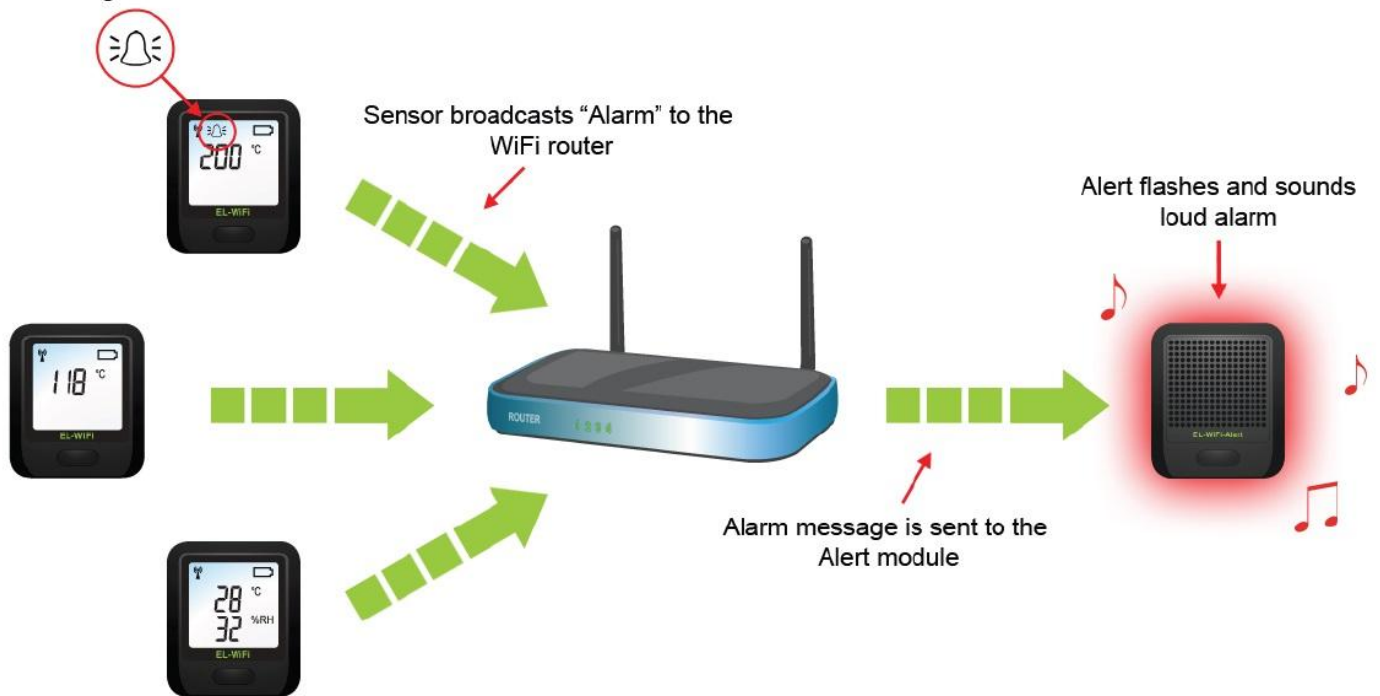 200 °C
EL-WiFi
Sensor broadcasts “Alarm” to the
WiFi router
Alert flashes and sounds
loud alarm
118 °C
EL-WiFi
ROUTER
1 2 3 4
EL-WiFi-Alert
Alarm message is sent to the
Alert module
28 °C
32 %RH
EL-WiFi